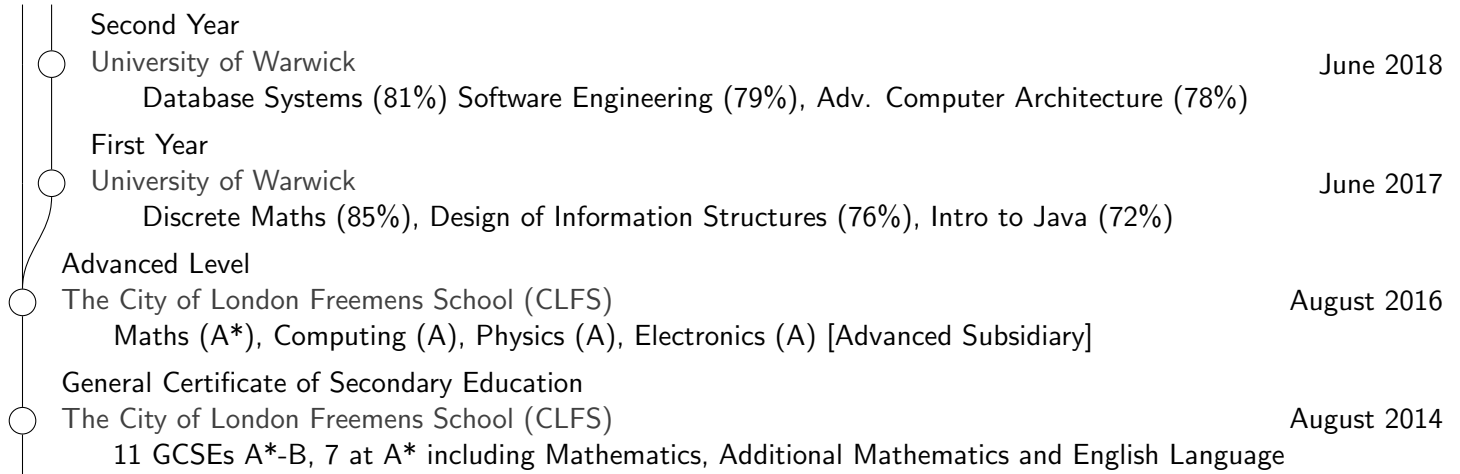 Second Year
University of Warwick June 2018
Database Systems (81%) Software Engineering (79%), Adv. Computer Architecture (78%)
First Year
University of Warwick June 2017
Discrete Maths (85%), Design of Information Structures (76%), Intro to Java (72%)
Advanced Level
The City of London Freemens School (CLFS) August 2016
Maths (A*), Computing (A), Physics (A), Electronics (A) [Advanced Subsidiary]
General Certificate of Secondary Education
The City of London Freemens School (CLFS) August 2014
11 GCSEs A*-B, 7 at A* including Mathematics, Additional Mathematics and English Language